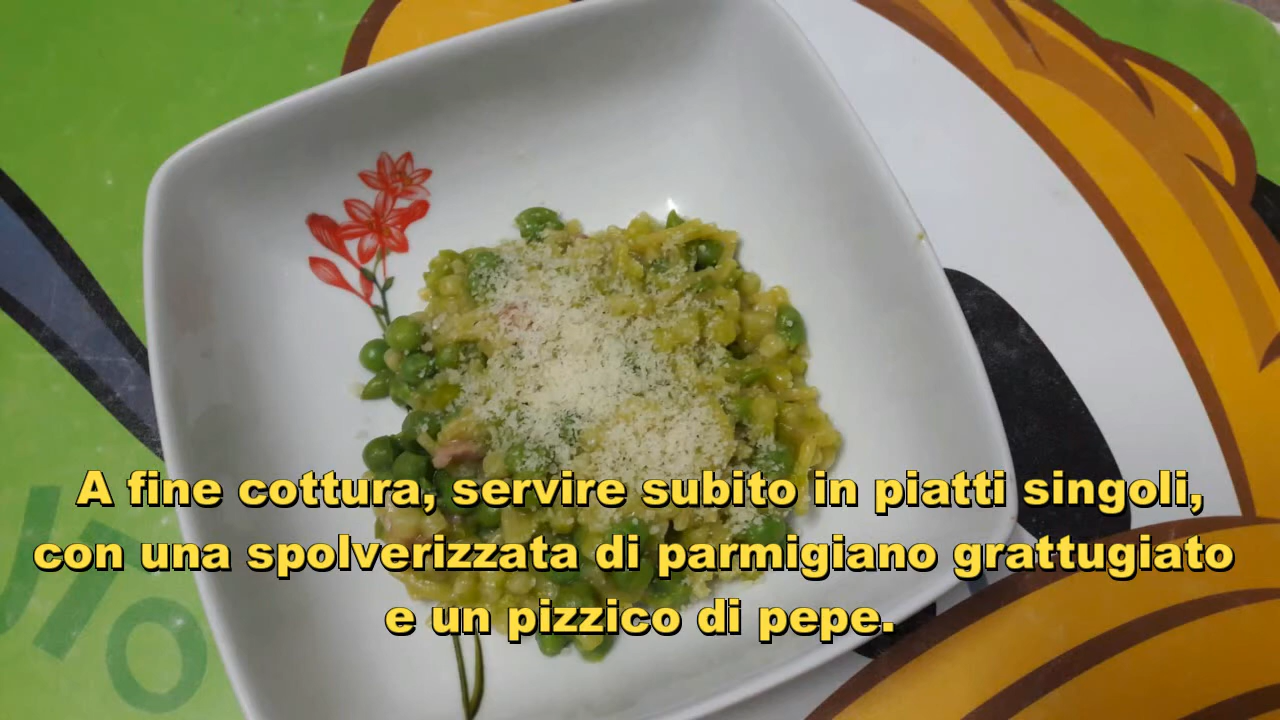 A fine cottura, servire subito in piatti singoli,
con una spolverizzata di parmigiano grattugiato
e un pizzico di pepe.